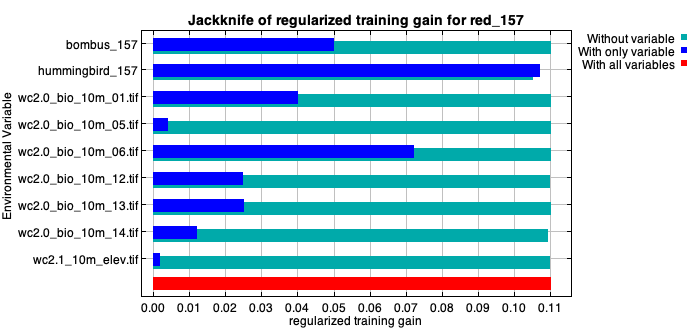 Jackknife of regularized training gain for red_157
Without variable
With only variable
With all variables
Environmental Variable
bombus_157
hummingbird_157
wc2.0_bio_10m_01.tif
wc2.0_bio_10m_05.tif
wc2.0_bio_10m_06.tif
wc2.0_bio_10m_12.tif
wc2.0_bio_10m_13.tif
wc2.0_bio_10m_14.tif
wc2.1_10m_elev.tif
0.00 0.01 0.02 0.03 0.04 0.05 0.06 0.07 0.08 0.09 0.10 0.11
regularized training gain